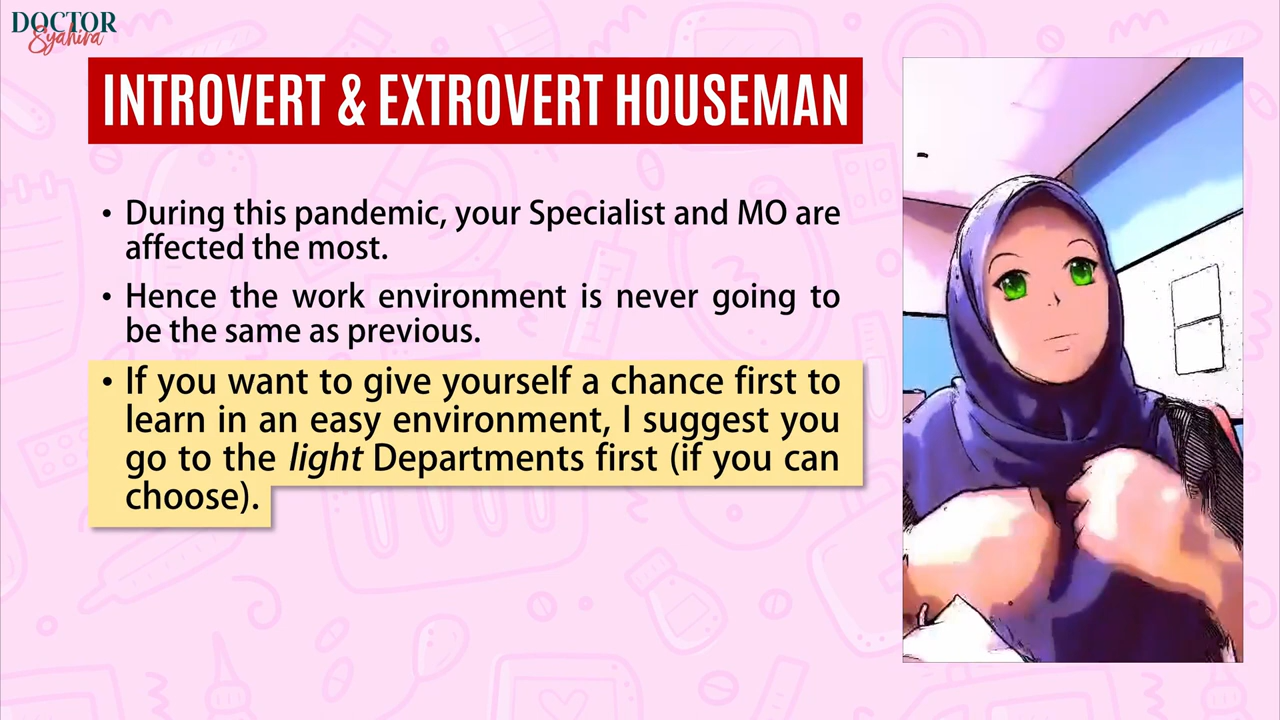 DOCTOR
Syahira
INTROVERT & EXTROVERT HOUSEMAN
• During this pandemic, your Specialist and MO are
affected the most.
• Hence the work environment is never going to
be the same as previous.
• If you want to give yourself a chance first to
learn in an easy environment, I suggest you
go to the light Departments first (if you can
choose).